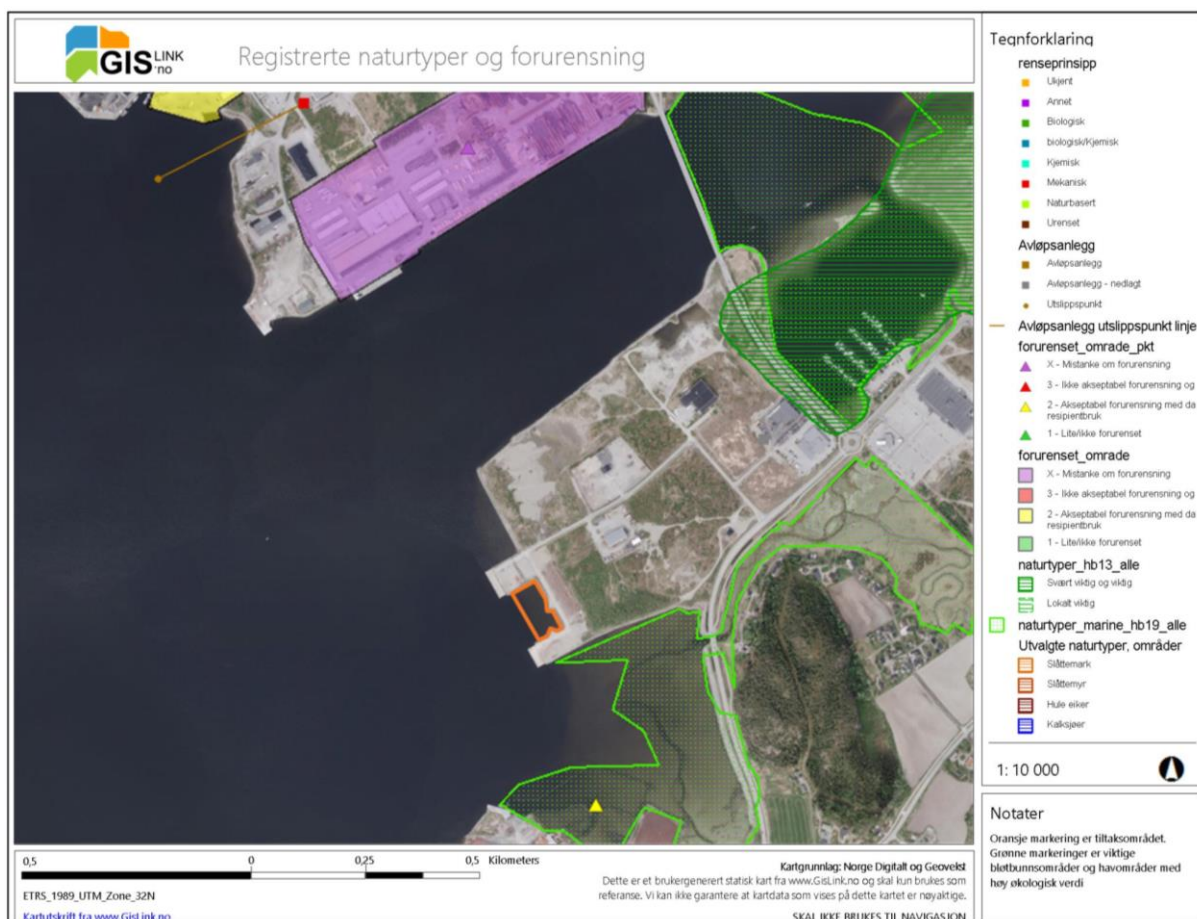 GIS LINK
.no
Registrerte naturtyper og forurensning
Tegnforklaring
renseprinsipp
Ukjent
Annet
Biologisk
biologisk/Kjemisk
Kjemisk
Mekanisk
Naturbasert
Urenset
Avløpsanlegg
Avløpsanlegg
Avløpsanlegg - nedlagt
Utslippspunkt
Avløpsanlegg utslippspunkt linje
forurenset_omrade_pkt
X - Mistanke om forurensning
3 - Ikke akseptabel forurensning og
2 - Akseptabel forurensning med da
resipientbruk
1 - Lite/ikke forurenset
forurenset_omrade
X - Mistanke om forurensning
3 - Ikke akseptabel forurensning og
2 - Akseptabel forurensning med da
resipientbruk
1 - Lite/ikke forurenset
naturtyper_hb13_alle
Svært viktig og viktig
Lokalt viktig
naturtyper_marine_hb19_alle
Utvalgte naturtyper, områder
Slåttemark
Slåttemyr
Hule eiker
Kalksjøer
1: 10 000
Notater
Oransje markering er tiltaksområdet.
Grønne markeringer er viktige
bløtbunnsområder og havområder med
høy økologisk verdi
0,5 0 0,25 0,5 Kilometers
ETRS_1989_UTM_Zone_32N
Kartutskrift fra www.GisLink.no
Kartgrunnlag: Norge Digitalt og Geovekst
Dette er et brukergenerert statisk kart fra www.GisLink.no og skal kun brukes som
referanse. Vi kan ikke garantere at kartdata som vises på dette kartet er nøyaktige.
SKAL IKKE BRUKES TIL NAVIGASJON